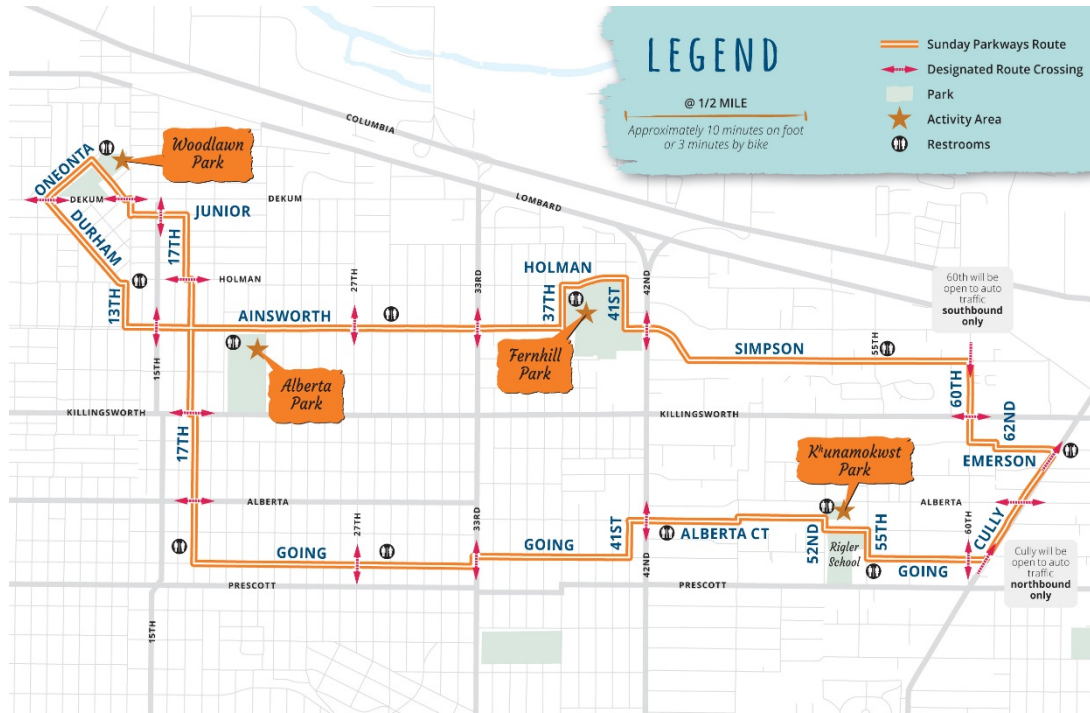 LEGEND
@ 1/2 MILE
Approximately 10 minutes on foot
or 3 minutes by bike
Sunday Parkways Route
Designated Route Crossing
Park
Activity Area
Restrooms
COLUMBIA
LOMBARD
Woodlawn
Park
ONEONTA
DEKUM
DEKUM
DURHAM
JUNIOR
17TH
HOLMAN
13TH
AINSWORTH
15TH
27TH
33RD
HOLMAN
37TH
41ST
42ND
Fernhill
Park
Alberta
Park
SIMPSON
55TH
60th will be
open to auto
traffic
southbound
only
KILLINGSWORTH
KILLINGSWORTH
60TH
62ND
EMERSON
Kʰunamokwst
Park
17TH
ALBERTA
ALBERTA
27TH
33RD
GOING
GOING
41ST
42ND
ALBERTA CT
52ND
55TH
Rigler
School
60TH
CULLY
GOING
PRESCOTT
PRESCOTT
15TH
Cully will be
open to auto
traffic
northbound
only